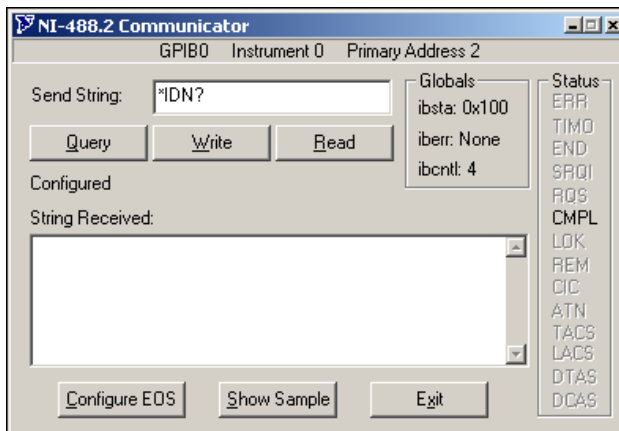 NI-488.2 Communicator
GPIB0 Instrument 0 Primary Address 2
Send String: *IDN?
Query Write Read
Configured
String Received:
Configure EOS Show Sample Exit
Globals
ibsta: 0x100
iberr: None
ibcntl: 4
Status
ERR
TIMO
END
SRQI
RQS
CMPL
LOK
REM
CIC
ATN
TACS
LACS
DTAS
DCAS